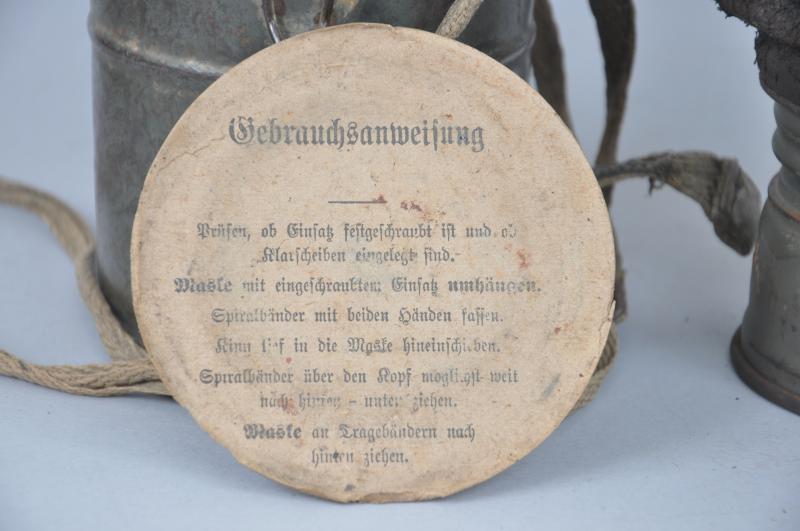 Gebrauchsanweisung
Prüfen, ob Einsatz festgeschraubt ist und ob
Klarscheiben eingelegt sind.
Maske mit eingeschraubtem Einsatz umhängen.
Spiralbänder mit beiden Händen fassen.
Kinn tief in die Maske hineinschieben.
Spiralbänder über den Kopf möglichst weit
nach hinten – unter ziehen.
Maske an Tragebändern nach
hinten ziehen.